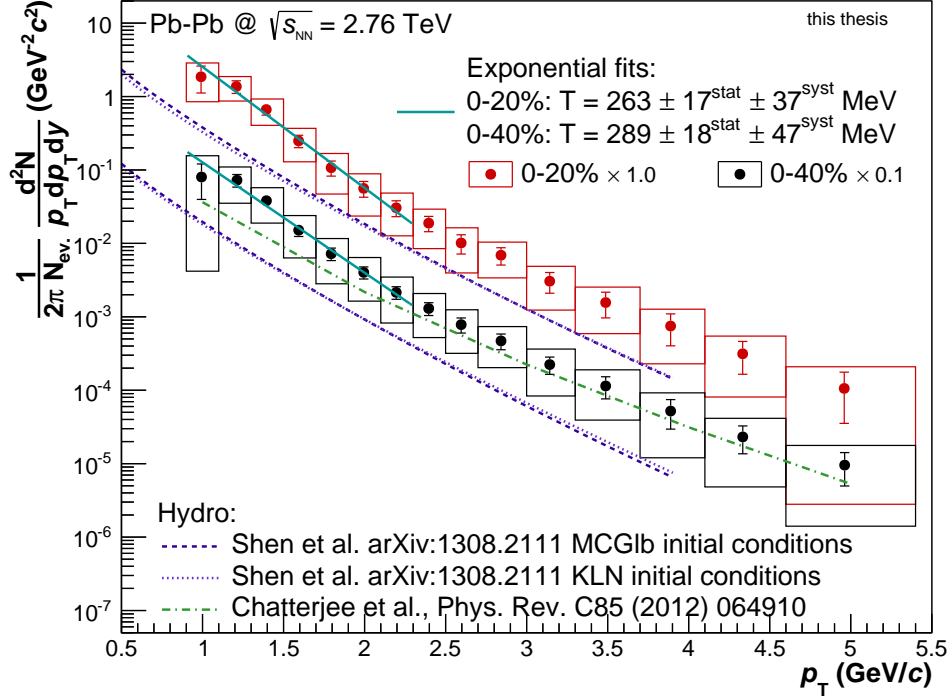 Pb-Pb @ √s_NN = 2.76 TeV
this thesis
Exponential fits:
0-20%: T = 263 ± 17^stat ± 37^syst MeV
0-40%: T = 289 ± 18^stat ± 47^syst MeV
0-20% × 1.0
0-40% × 0.1
1/(2π N_ev.) d²N/(p_T dp_T dy) (GeV⁻²c²)
10
1
10⁻¹
10⁻²
10⁻³
10⁻⁴
10⁻⁵
10⁻⁶
10⁻⁷
Hydro:
Shen et al. arXiv:1308.2111 MCGlb initial conditions
Shen et al. arXiv:1308.2111 KLN initial conditions
Chatterjee et al., Phys. Rev. C85 (2012) 064910
0.5 1 1.5 2 2.5 3 3.5 4 4.5 5 5.5
p_T (GeV/c)